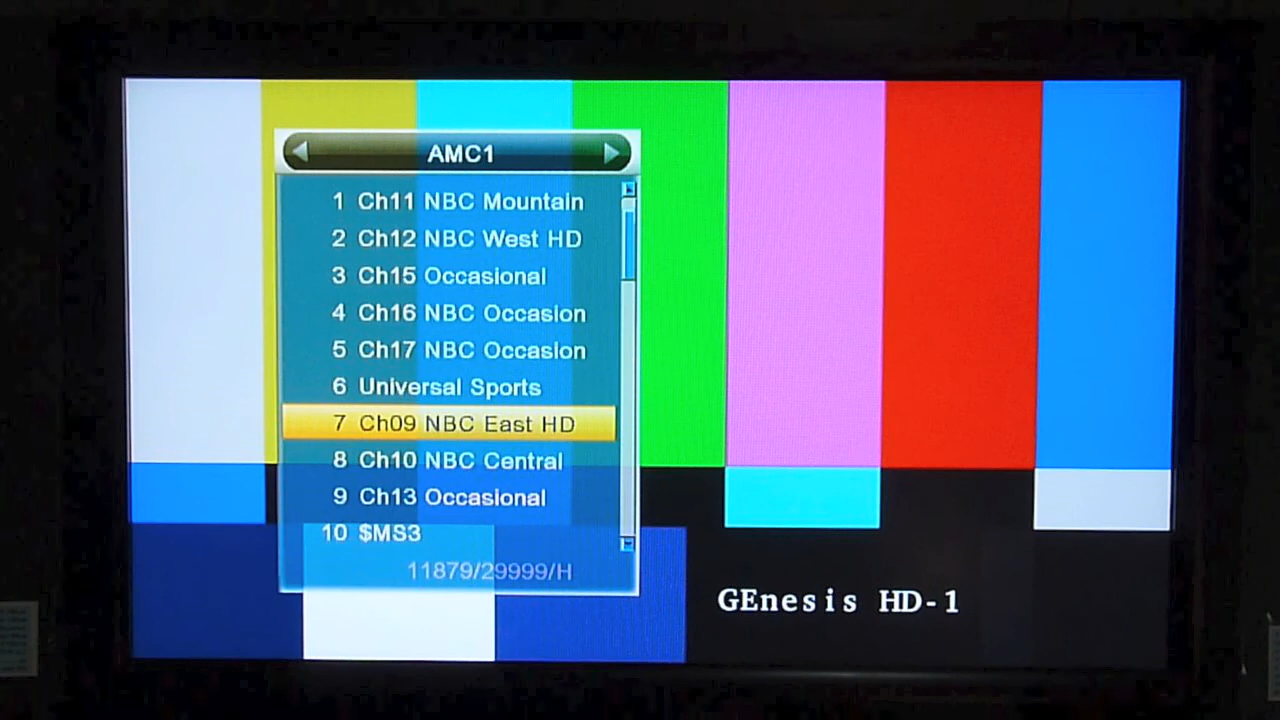 AMC1
1 Ch11 NBC Mountain
2 Ch12 NBC West HD
3 Ch15 Occasional
4 Ch16 NBC Occasion
5 Ch17 NBC Occasion
6 Universal Sports
7 Ch09 NBC East HD
8 Ch10 NBC Central
9 Ch13 Occasional
10 $MS3
11879/29999/H
GEnesis HD-1